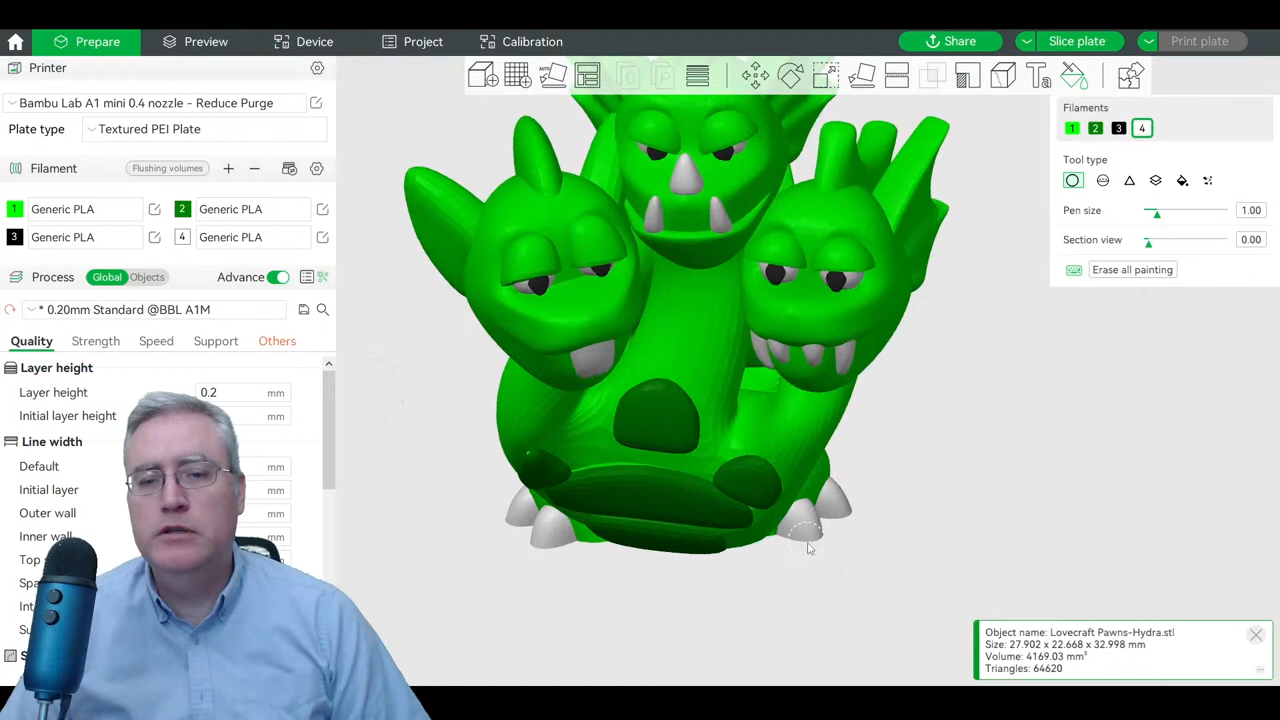 Prepare
Preview
Device
Project
Calibration
Share
Slice plate
Print plate
Printer
Bambu Lab A1 mini 0.4 nozzle - Reduce Purge
Plate type
Textured PEI Plate
Filament
Flushing volumes
1 Generic PLA
2 Generic PLA
3 Generic PLA
4 Generic PLA
Process
Global
Objects
Advance
* 0.20mm Standard @BBL A1M
Quality
Strength
Speed
Support
Others
Layer height
Layer height 0.2 mm
Initial layer height mm
Line width
Default mm
Initial layer mm
Outer wall mm
Inner wall mm
Top mm
Filaments
1 2 3 4
Tool type
Pen size 1.00
Section view 0.00
Erase all painting
Object name: Lovecraft Pawns-Hydra.stl
Size: 27.902 x 22.668 x 32.998 mm
Volume: 4169.03 mm³
Triangles: 64620